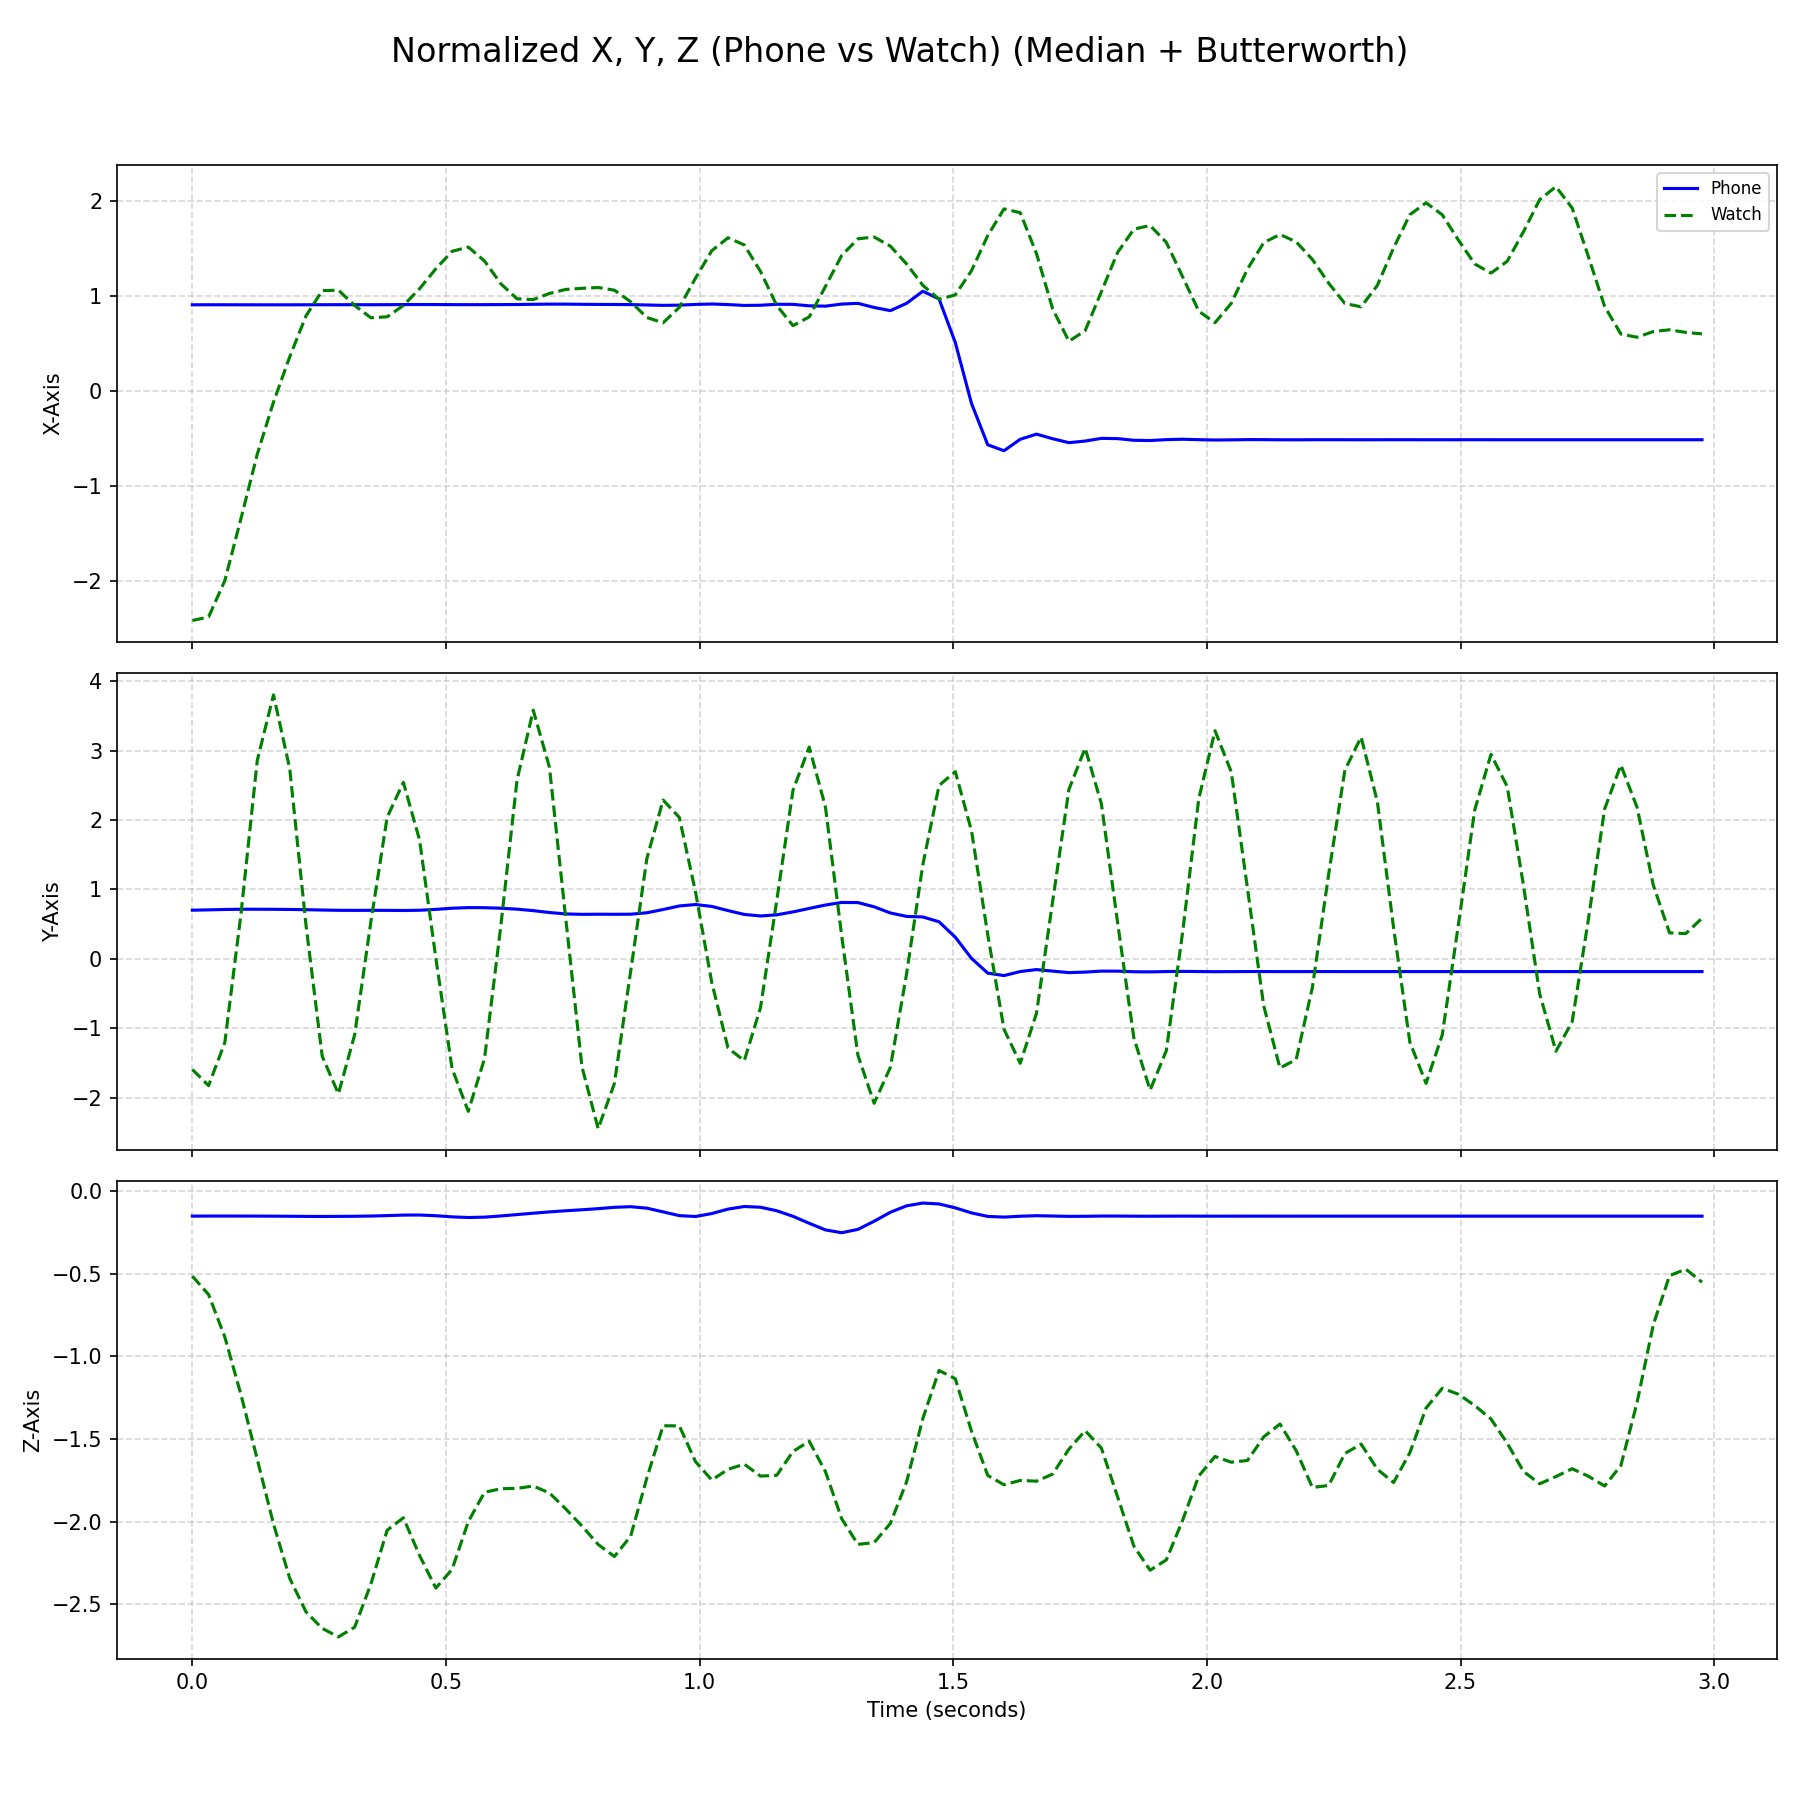 Normalized X, Y, Z (Phone vs Watch) (Median + Butterworth)
Phone
Watch
2
1
0
−1
−2
X-Axis
4
3
2
1
0
−1
−2
Y-Axis
0.0
−0.5
−1.0
−1.5
−2.0
−2.5
Z-Axis
0.0 0.5 1.0 1.5 2.0 2.5 3.0
Time (seconds)